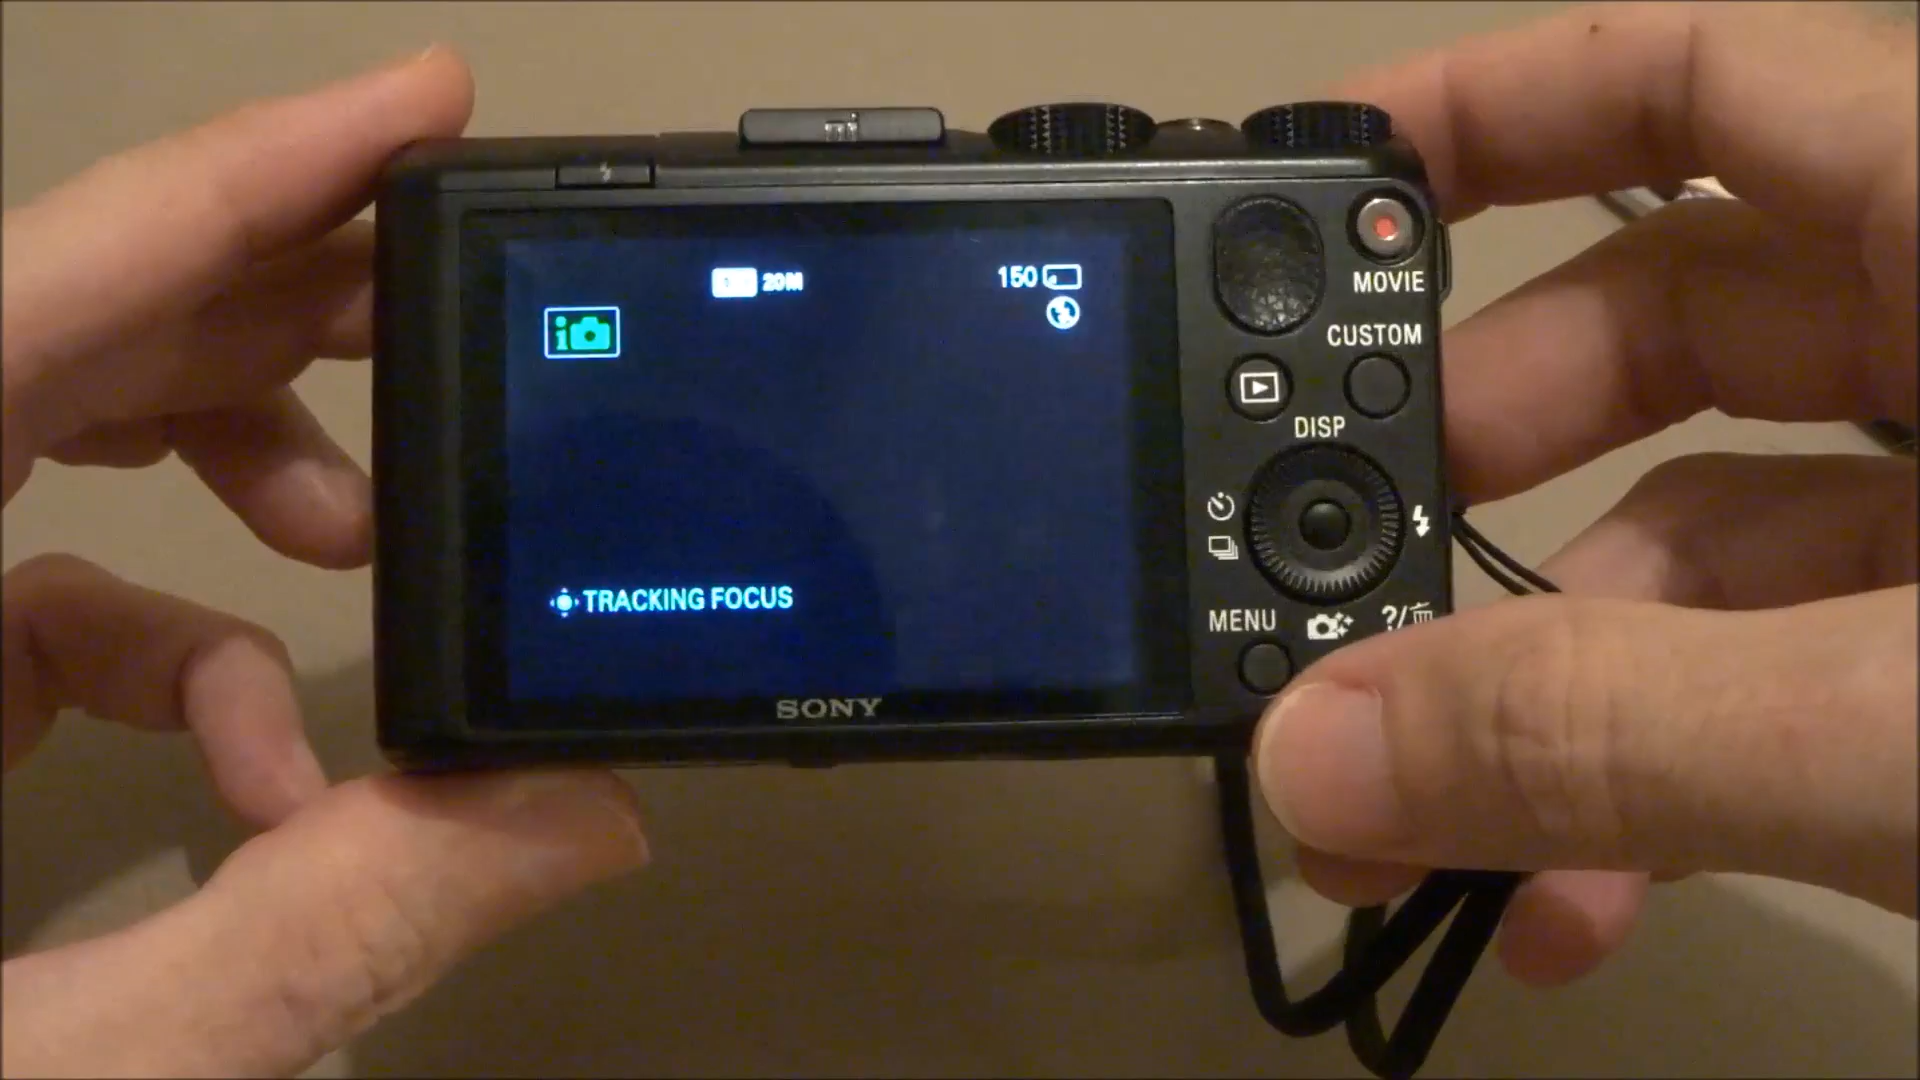 20M
150
MOVIE
CUSTOM
DISP
TRACKING FOCUS
MENU
?/
SONY